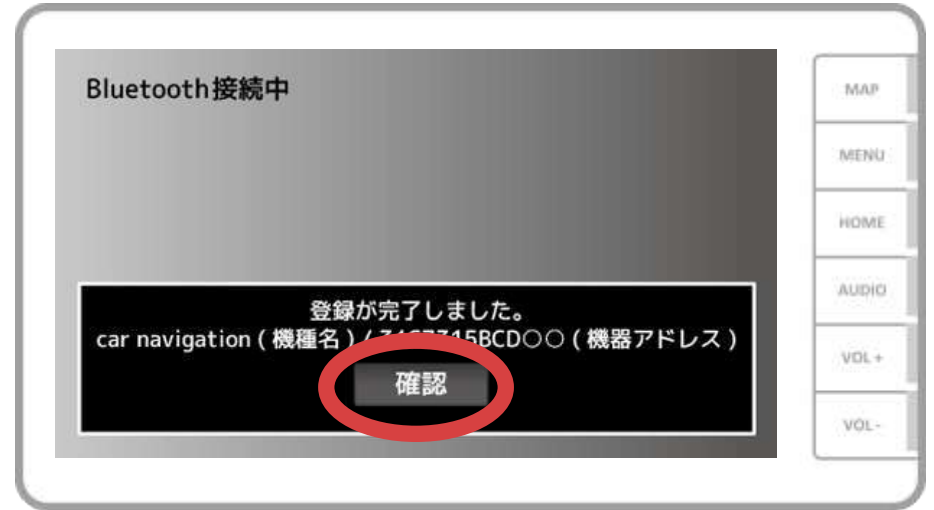 Bluetooth接続中
登録が完了しました。
car navigation ( 機種名 ) / ( 機器アドレス )
確認
MAP
MENU
HOME
AUDIO
VOL +
VOL -